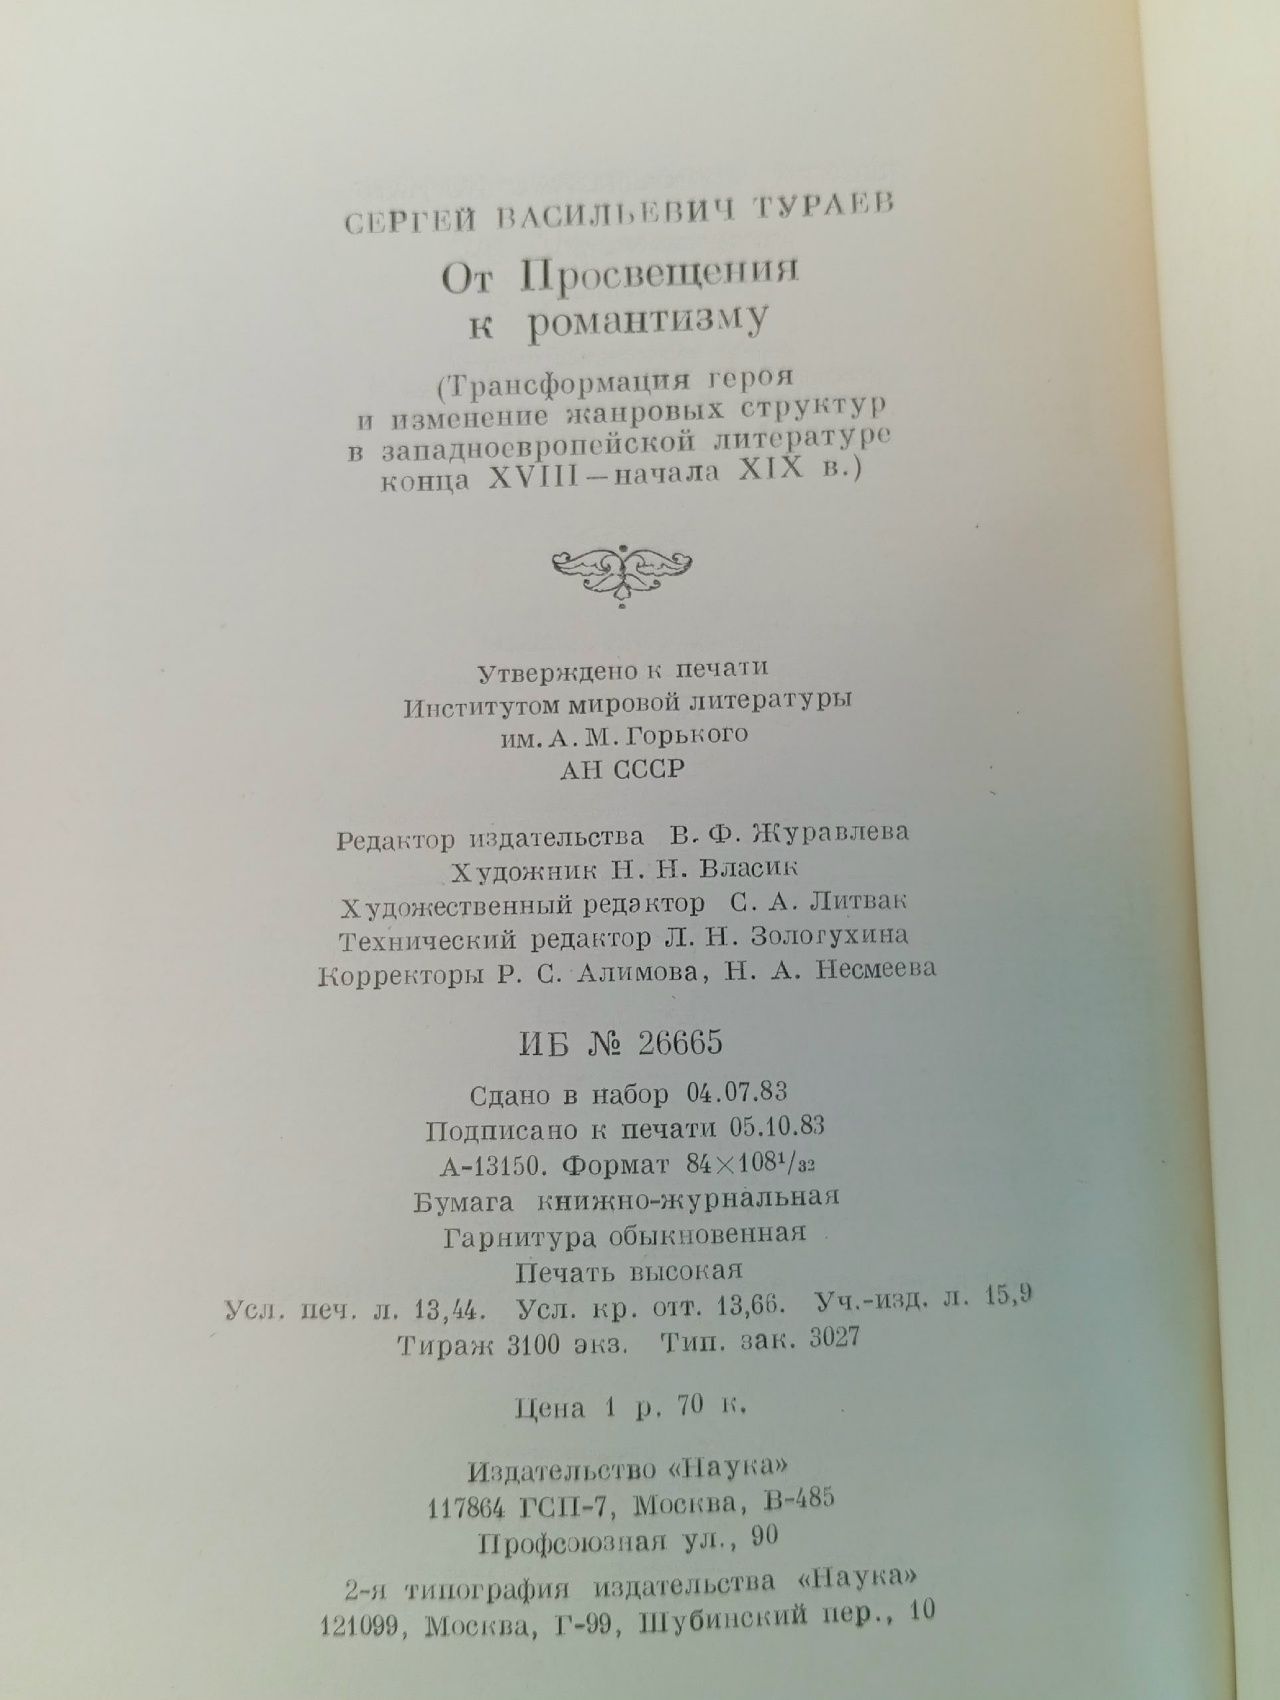 СЕРГЕЙ ВАСИЛЬЕВИЧ ТУРАЕВ
От Просвещения
к романтизму
(Трансформация героя
и изменение жанровых структур
в западноевропейской литературе
конца XVIII—начала XIX в.)
Утверждено к печати
Институтом мировой литературы
им. А. М. Горького
АН СССР
Редактор издательства В. Ф. Журавлева
Художник Н. Н. Власик
Художественный редактор С. А. Литвак
Технический редактор Л. Н. Золотухина
Корректоры Р. С. Алимова, Н. А. Несмеева
ИБ № 26665
Сдано в набор 04.07.83
Подписано к печати 05.10.83
А-13150. Формат 84×108¹/₃₂
Бумага книжно-журнальная
Гарнитура обыкновенная
Печать высокая
Усл. печ. л. 13,44. Усл. кр. отт. 13,66. Уч.-изд. л. 15,9
Тираж 3100 экз. Тип. зак. 3027
Цена 1 р. 70 к.
Издательство «Наука»
117864 ГСП-7, Москва, В-485
Профсоюзная ул., 90
2-я типография издательства «Наука»
121099, Москва, Г-99, Шубинский пер., 10